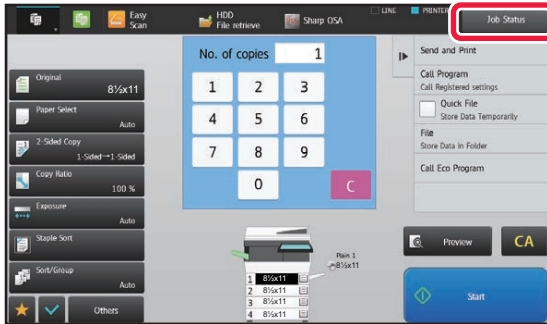 Easy
Scan
HDD
File retrieve
Sharp OSA
LINE
PRINTER
Job Status
No. of copies 1
1 2 3
4 5 6
7 8 9
0 C
Original
8½x11
Paper Select
Auto
2-Sided Copy
1-Sided→1-Sided
Copy Ratio
100 %
Exposure
Auto
Staple Sort
Sort/Group
Auto
Others
Plain 1
8½x11
1 8½x11
2 8½x11
3 8½x11
4 8½x11
Send and Print
Call Program
Call Registered settings
Quick File
Store Data Temporarily
File
Store Data in Folder
Call Eco Program
Preview
CA
Start